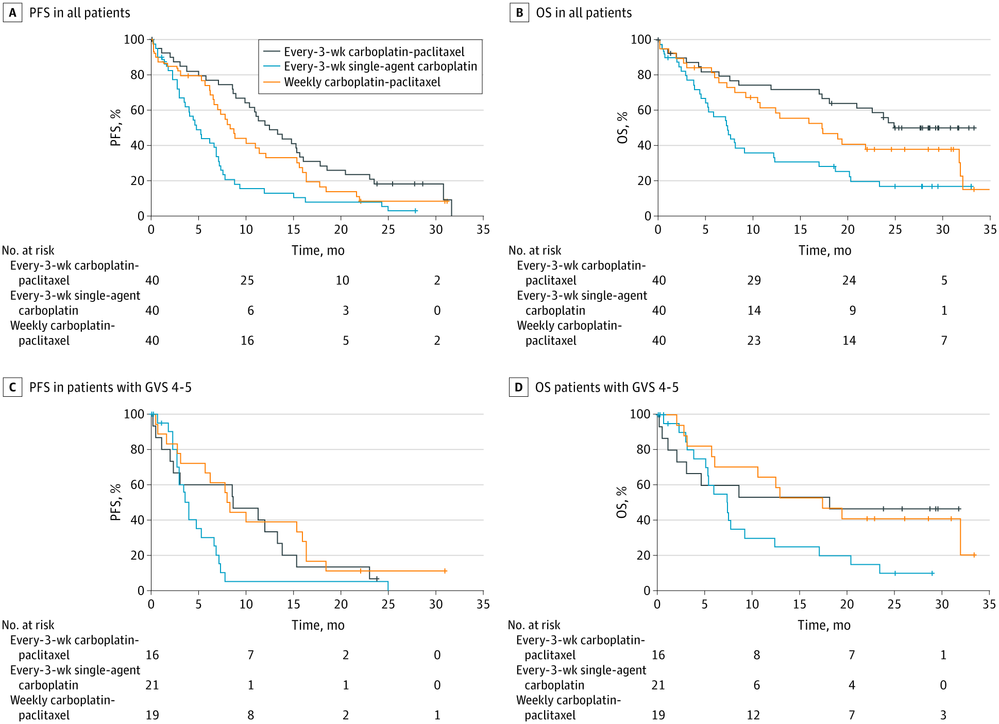 A PFS in all patients
PFS, %
100
80
60
40
20
0
Every-3-wk carboplatin-paclitaxel
Every-3-wk single-agent carboplatin
Weekly carboplatin-paclitaxel
0 5 10 15 20 25 30 35
Time, mo
No. at risk
Every-3-wk carboplatin-
paclitaxel 40 25 10 2
Every-3-wk single-agent
carboplatin 40 6 3 0
Weekly carboplatin-
paclitaxel 40 16 5 2
B OS in all patients
OS, %
100
80
60
40
20
0
0 5 10 15 20 25 30 35
Time, mo
No. at risk
Every-3-wk carboplatin-
paclitaxel 40 29 24 5
Every-3-wk single-agent
carboplatin 40 14 9 1
Weekly carboplatin-
paclitaxel 40 23 14 7
C PFS in patients with GVS 4-5
PFS, %
100
80
60
40
20
0
0 5 10 15 20 25 30 35
Time, mo
No. at risk
Every-3-wk carboplatin-
paclitaxel 16 7 2 0
Every-3-wk single-agent
carboplatin 21 1 1 0
Weekly carboplatin-
paclitaxel 19 8 2 1
D OS patients with GVS 4-5
OS, %
100
80
60
40
20
0
0 5 10 15 20 25 30 35
Time, mo
No. at risk
Every-3-wk carboplatin-
paclitaxel 16 8 7 1
Every-3-wk single-agent
carboplatin 21 6 4 0
Weekly carboplatin-
paclitaxel 19 12 7 3